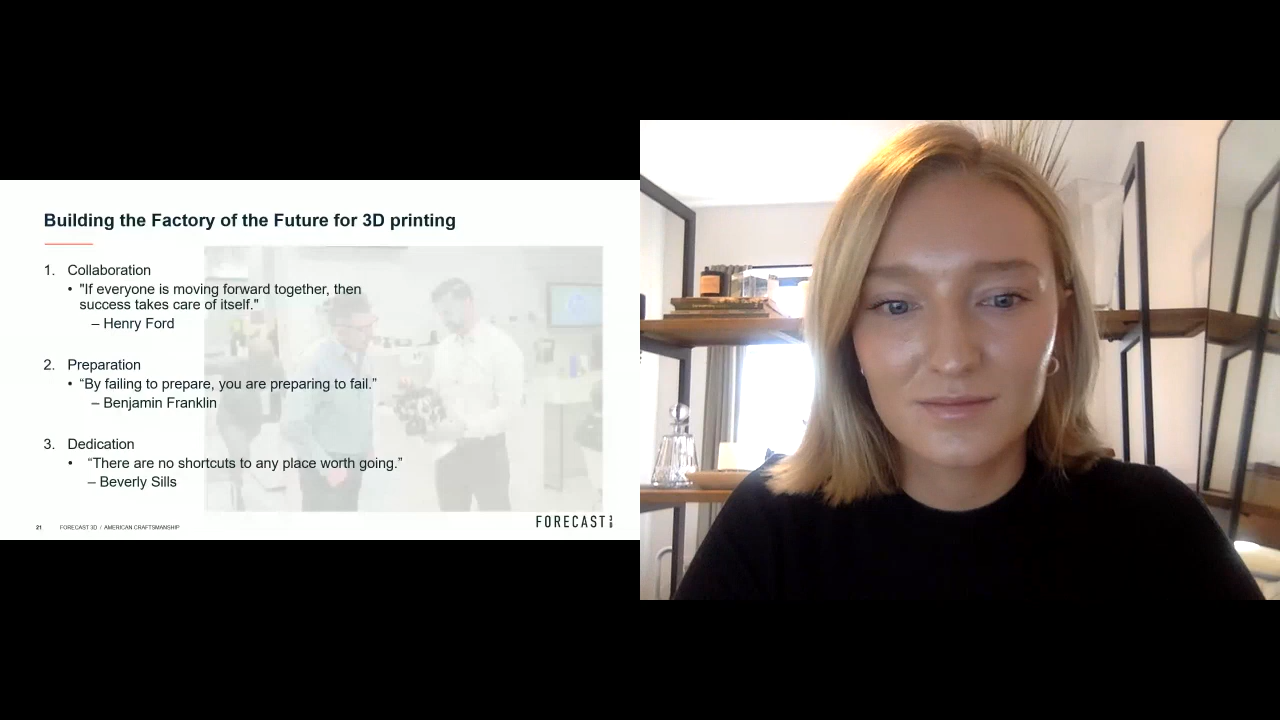 Building the Factory of the Future for 3D printing
1. Collaboration
• "If everyone is moving forward together, then
success takes care of itself."
– Henry Ford
2. Preparation
• “By failing to prepare, you are preparing to fail.”
– Benjamin Franklin
3. Dedication
• “There are no shortcuts to any place worth going.”
– Beverly Sills
21 FORECAST 3D / AMERICAN CRAFTSMANSHIP
FORECAST 3D